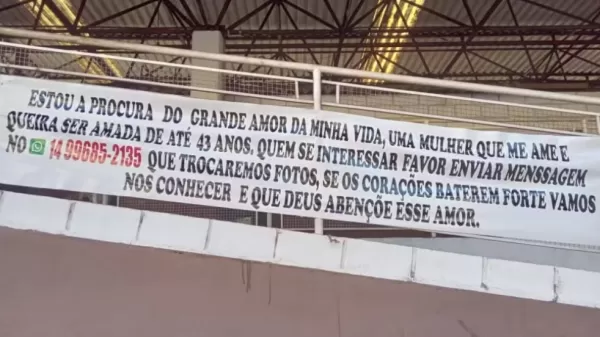 ESTOU A PROCURA DO GRANDE AMOR DA MINHA VIDA, UMA MULHER QUE ME AME E
QUEIRA SER AMADA DE ATÉ 43 ANOS, QUEM SE INTERESSAR FAVOR ENVIAR MENSSAGEM
NO 14 99685-2135 QUE TROCAREMOS FOTOS, SE OS CORAÇÕES BATEREM FORTE VAMOS
NOS CONHECER E QUE DEUS ABENÇÕE ESSE AMOR.